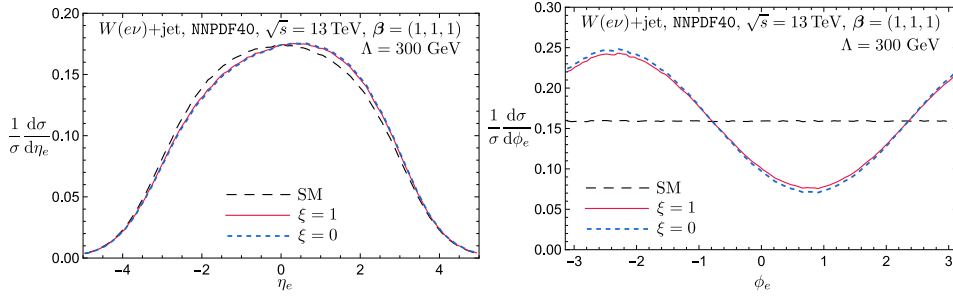 W(eν)+jet, NNPDF40, √s = 13 TeV, β = (1, 1, 1)
Λ = 300 GeV
0.20
0.15
0.10
0.05
0.00
1/σ dσ/dη_e
SM
ξ = 1
ξ = 0
-4 -2 0 2 4
η_e
W(eν)+jet, NNPDF40, √s = 13 TeV, β = (1, 1, 1)
Λ = 300 GeV
0.30
0.25
0.20
0.15
0.10
0.05
0.00
1/σ dσ/dϕ_e
SM
ξ = 1
ξ = 0
-3 -2 -1 0 1 2 3
ϕ_e